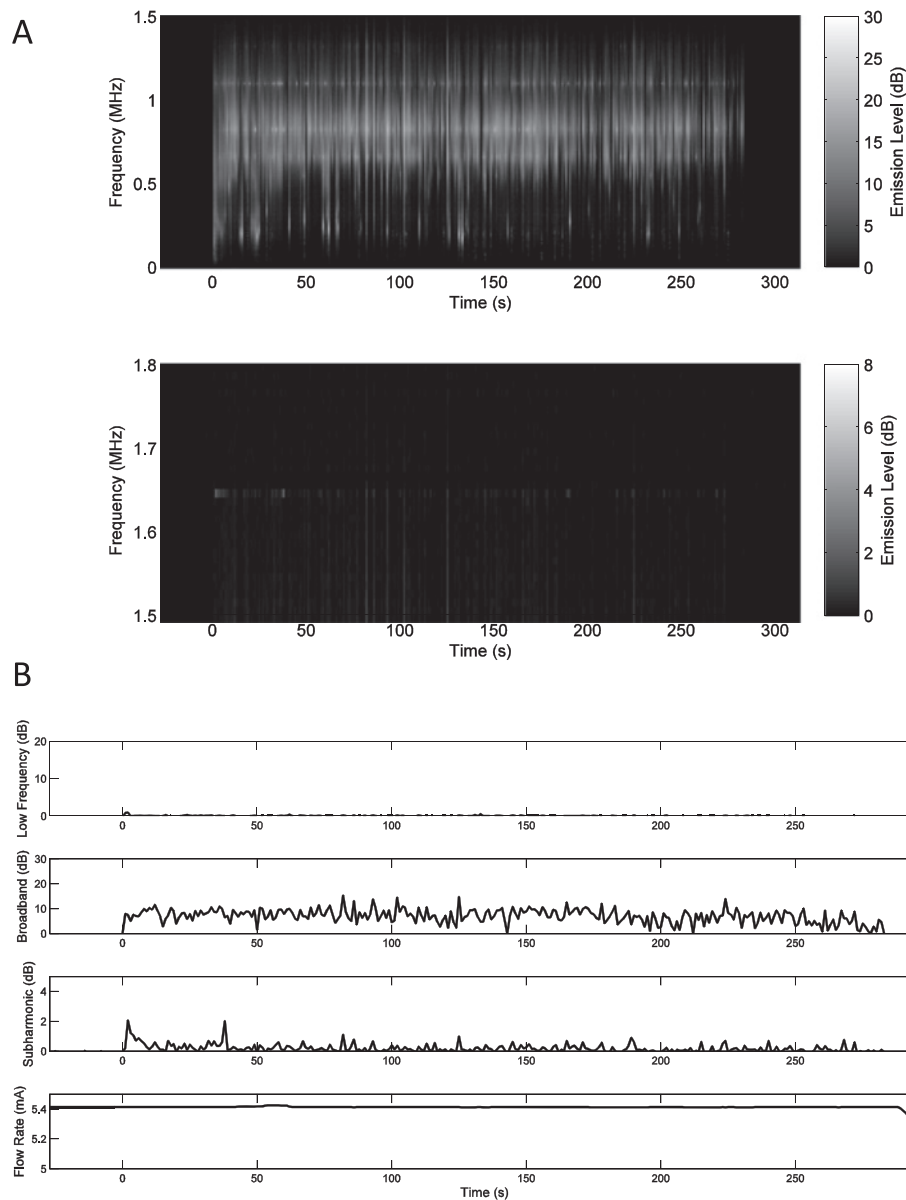 A
Frequency (MHz)
1.5
1
0.5
0
0 50 100 150 200 250 300
Time (s)
30
25
20
15
10
5
0
Emission Level (dB)
Frequency (MHz)
1.8
1.7
1.6
1.5
0 50 100 150 200 250 300
Time (s)
8
6
4
2
0
Emission Level (dB)
B
Low Frequency (dB)
20
10
0
0 50 100 150 200 250
Broadband (dB)
30
20
10
0
0 50 100 150 200 250
Subharmonic (dB)
4
2
0
0 50 100 150 200 250
Flow Rate (mA)
5.4
5.2
5
0 50 100 150 200 250
Time (s)